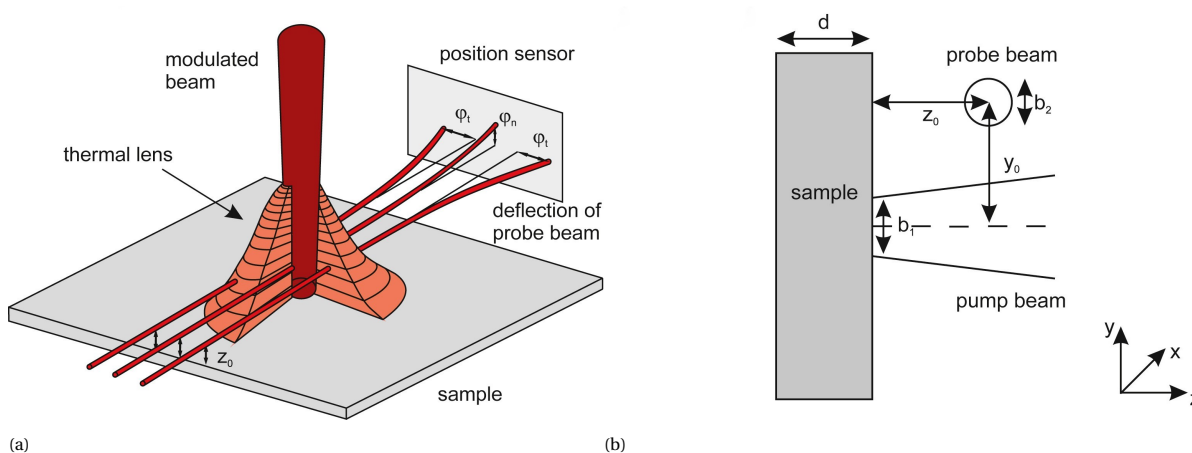 modulated
beam
position sensor
φt
φn
φt
thermal lens
deflection of
probe beam
z0
sample
(a)
d
probe beam
b2
z0
y0
sample
b1
pump beam
y
x
z
(b)